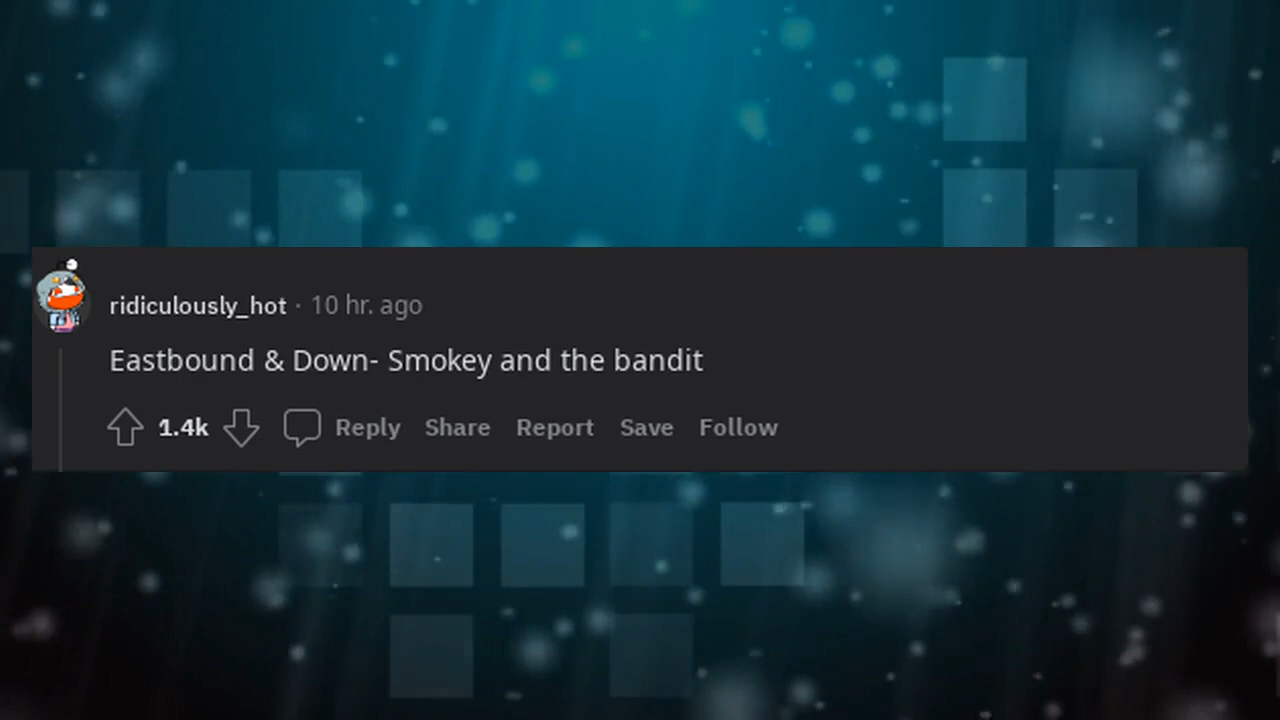 ridiculously_hot · 10 hr. ago
Eastbound & Down- Smokey and the bandit
1.4k Reply Share Report Save Follow